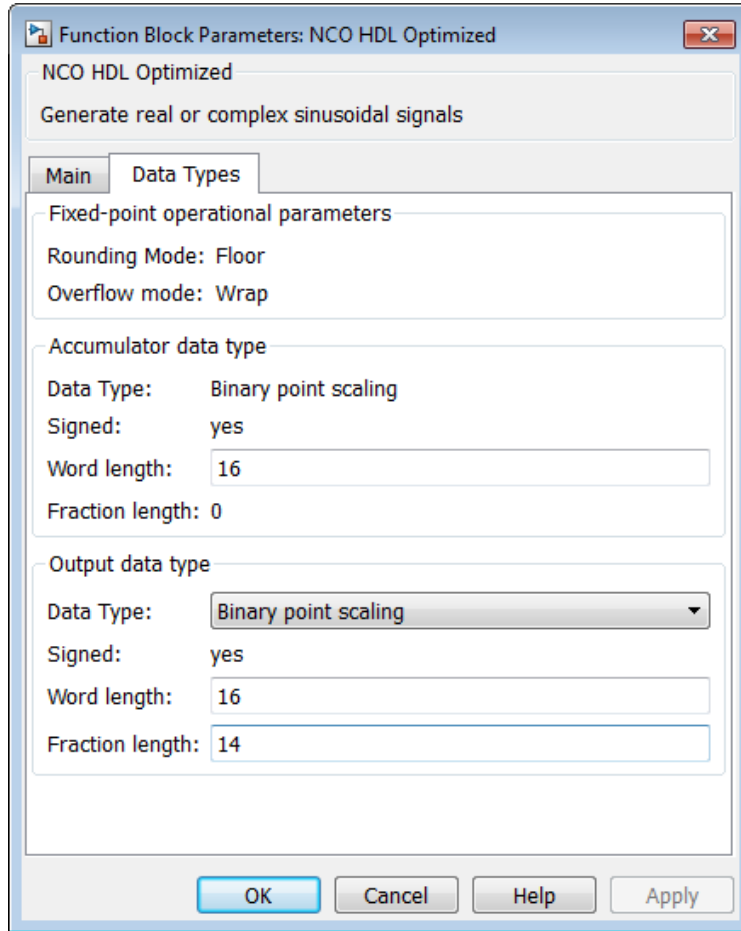 Function Block Parameters: NCO HDL Optimized
NCO HDL Optimized
Generate real or complex sinusoidal signals
Main Data Types
Fixed-point operational parameters
Rounding Mode: Floor
Overflow mode: Wrap
Accumulator data type
Data Type: Binary point scaling
Signed: yes
Word length: 16
Fraction length: 0
Output data type
Data Type: Binary point scaling
Signed: yes
Word length: 16
Fraction length: 14
OK Cancel Help Apply